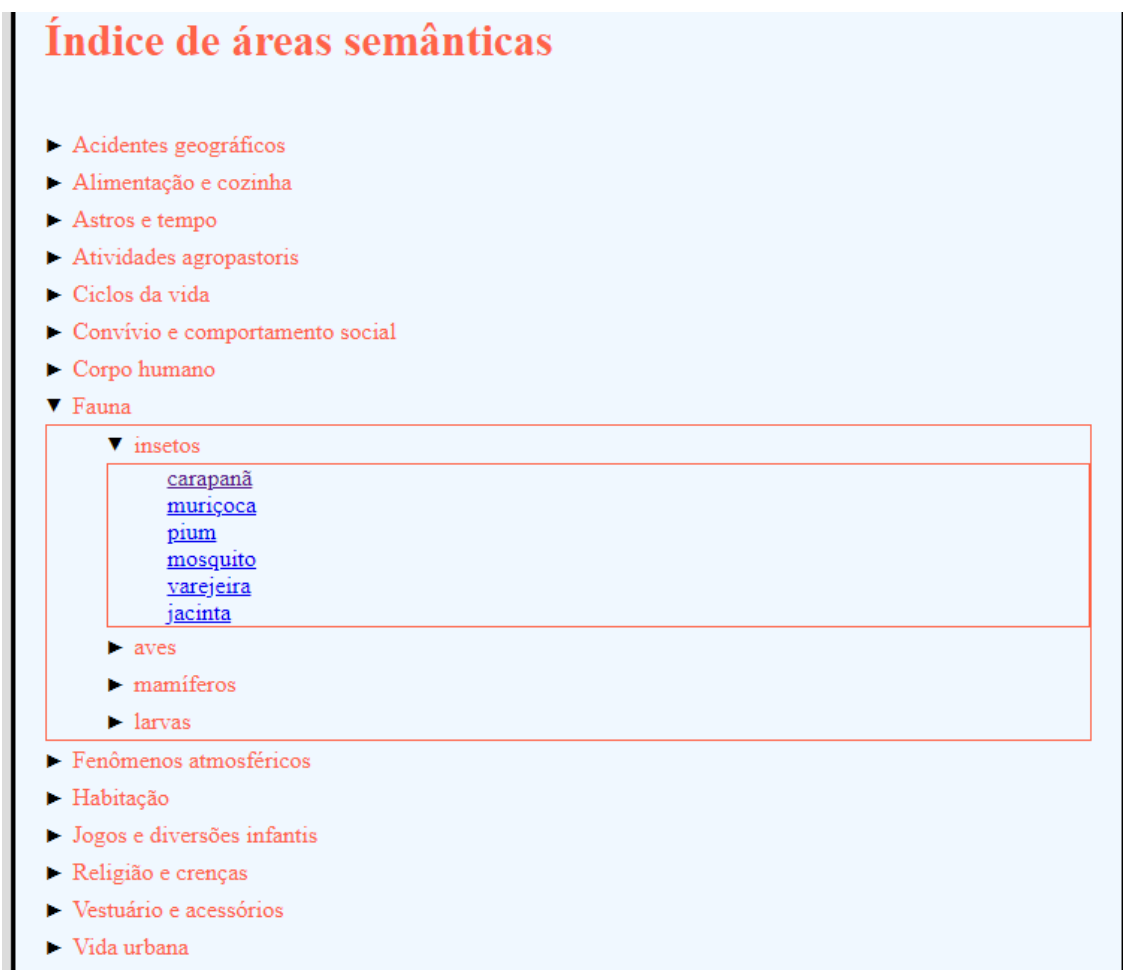 Índice de áreas semânticas
Acidentes geográficos
Alimentação e cozinha
Astros e tempo
Atividades agropastoris
Ciclos da vida
Convívio e comportamento social
Corpo humano
Fauna
insetos
carapanã
muriçoca
pium
mosquito
varejeira
jacinta
aves
mamíferos
larvas
Fenômenos atmosféricos
Habitação
Jogos e diversões infantis
Religião e crenças
Vestuário e acessórios
Vida urbana